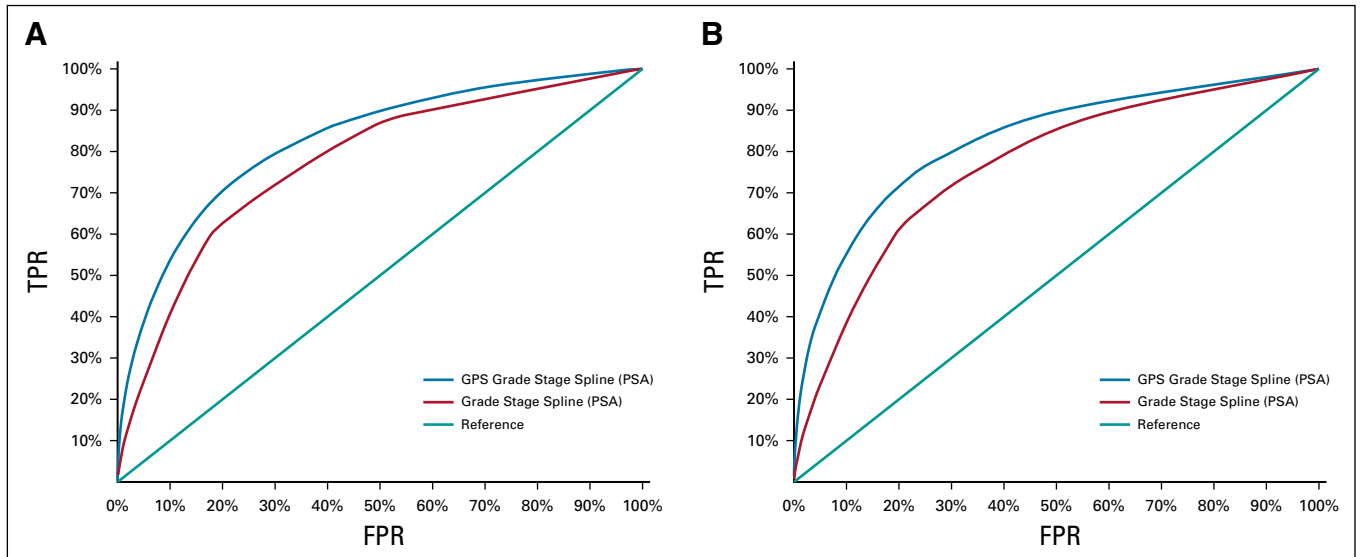 A
100%
90%
80%
70%
60%
50%
40%
30%
20%
10%
TPR
0% 10% 20% 30% 40% 50% 60% 70% 80% 90% 100%
FPR
GPS Grade Stage Spline (PSA)
Grade Stage Spline (PSA)
Reference
B
100%
90%
80%
70%
60%
50%
40%
30%
20%
10%
TPR
0% 10% 20% 30% 40% 50% 60% 70% 80% 90% 100%
FPR
GPS Grade Stage Spline (PSA)
Grade Stage Spline (PSA)
Reference